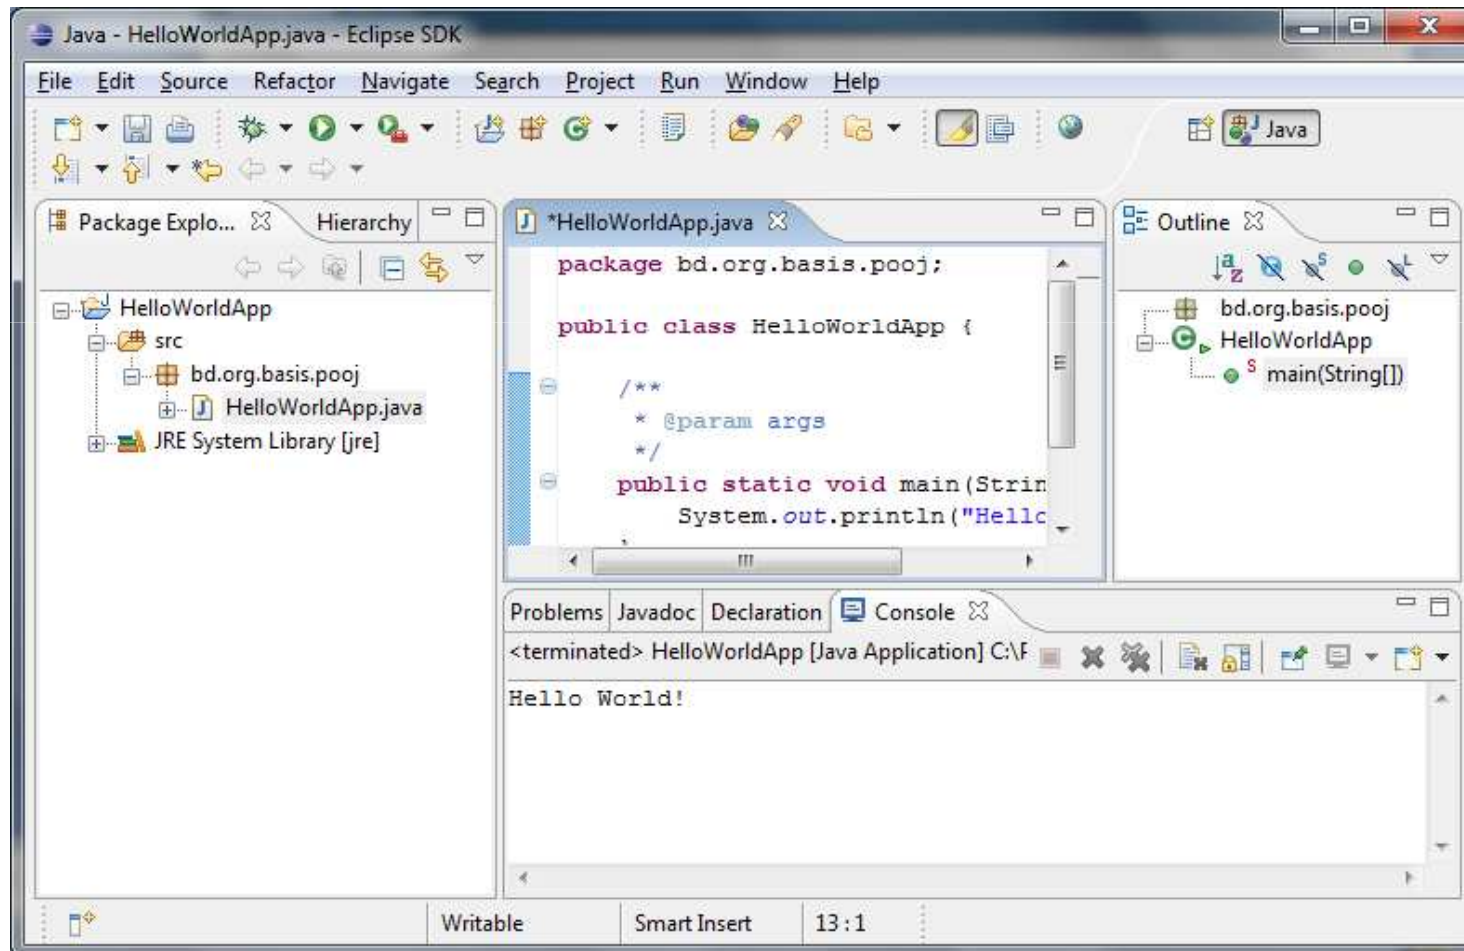 Java - HelloWorldApp.java - Eclipse SDK
File Edit Source Refactor Navigate Search Project Run Window Help
Java
Package Explo... Hierarchy
HelloWorldApp
src
bd.org.basis.pooj
HelloWorldApp.java
JRE System Library [jre]
*HelloWorldApp.java
package bd.org.basis.pooj;
public class HelloWorldApp {
/**
* @param args
*/
public static void main(Strin
System.out.println("Hello
Outline
bd.org.basis.pooj
HelloWorldApp
main(String[])
Problems Javadoc Declaration Console
<terminated> HelloWorldApp [Java Application] C:\P
Hello World!
Writable Smart Insert 13 : 1